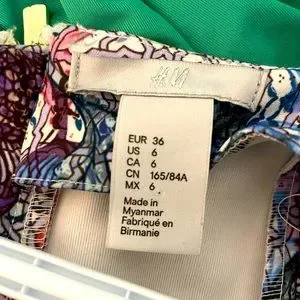 H&M
EUR 36
US 6
CA 6
CN 165/84A
MX 6
Made in
Myanmar
Fabriqué en
Birmanie